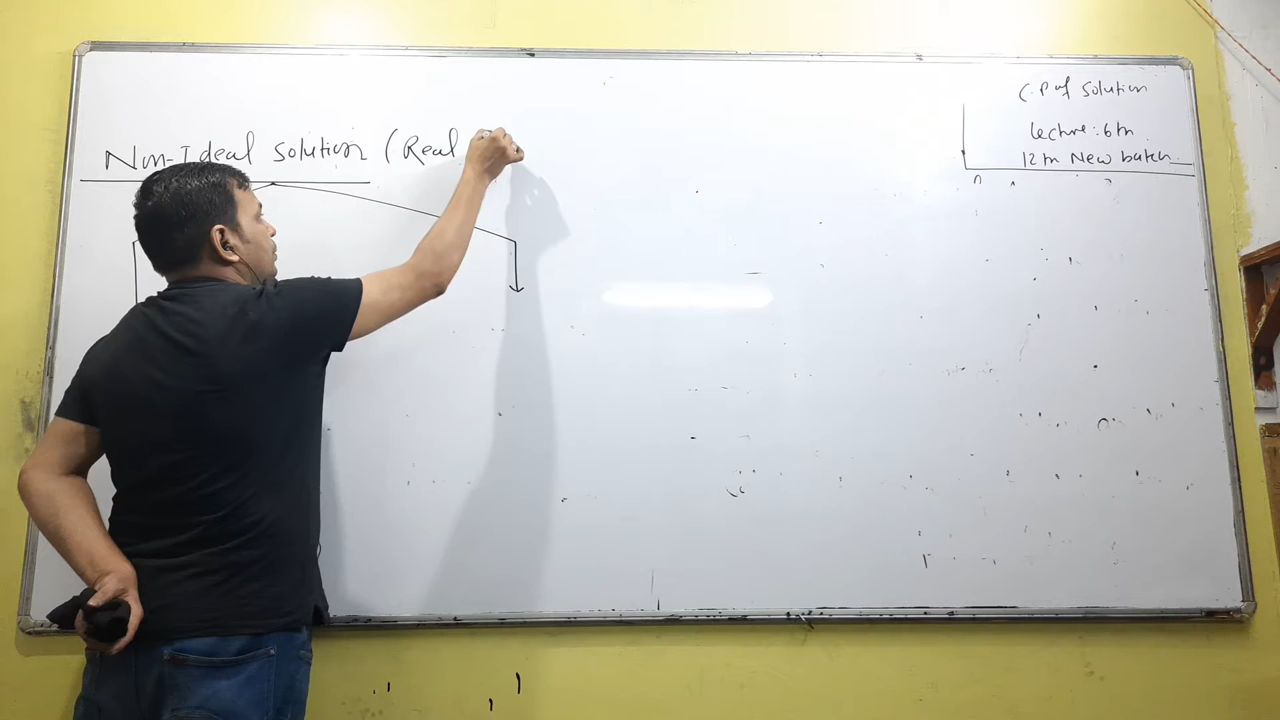 Non-Ideal solution (Real
C.P of Solution
lecture: 6th
12th New batch